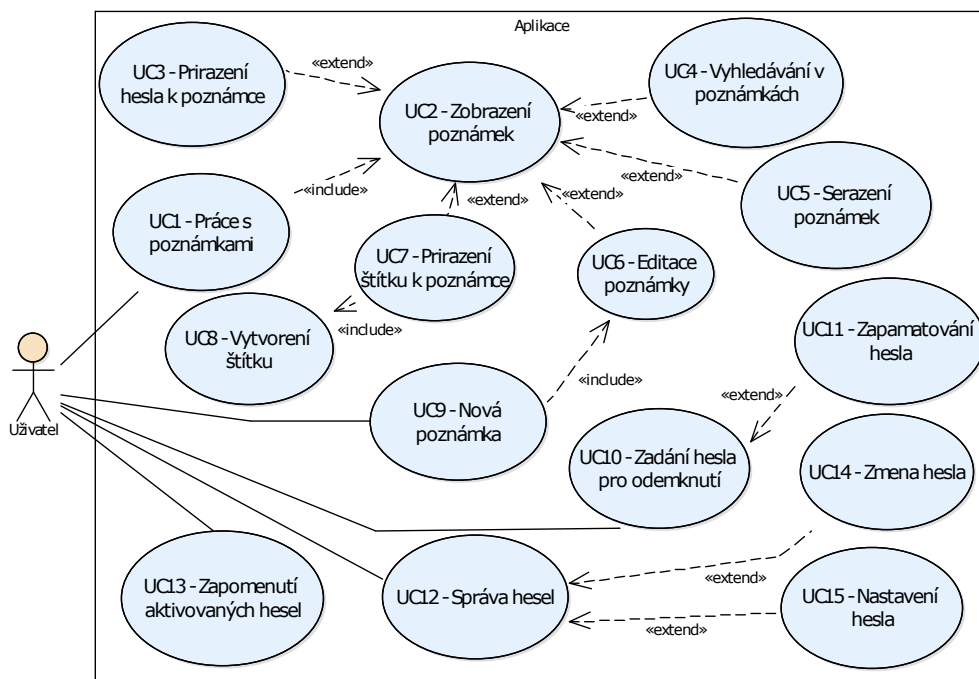 Aplikace
UC3 - Prirazení
hesla k poznámce
«extend»
UC2 - Zobrazení
poznámek
UC4 - Vyhledávání v
poznámkách
«extend»
UC1 - Práce s
poznámkami
«include»
«extend»
«extend»
UC5 - Serazení
poznámek
UC7 - Prirazení
štítku k poznámce
UC6 - Editace
poznámky
UC8 - Vytvorení
štítku
«include»
UC11 - Zapamatování
hesla
«include»
Uživatel
UC9 - Nová
poznámka
«extend»
UC10 - Zadání hesla
pro odemknutí
UC14 - Zmena hesla
UC13 - Zapomenutí
aktivovaných hesel
UC12 - Správa hesel
«extend»
UC15 - Nastavení
hesla
«extend»